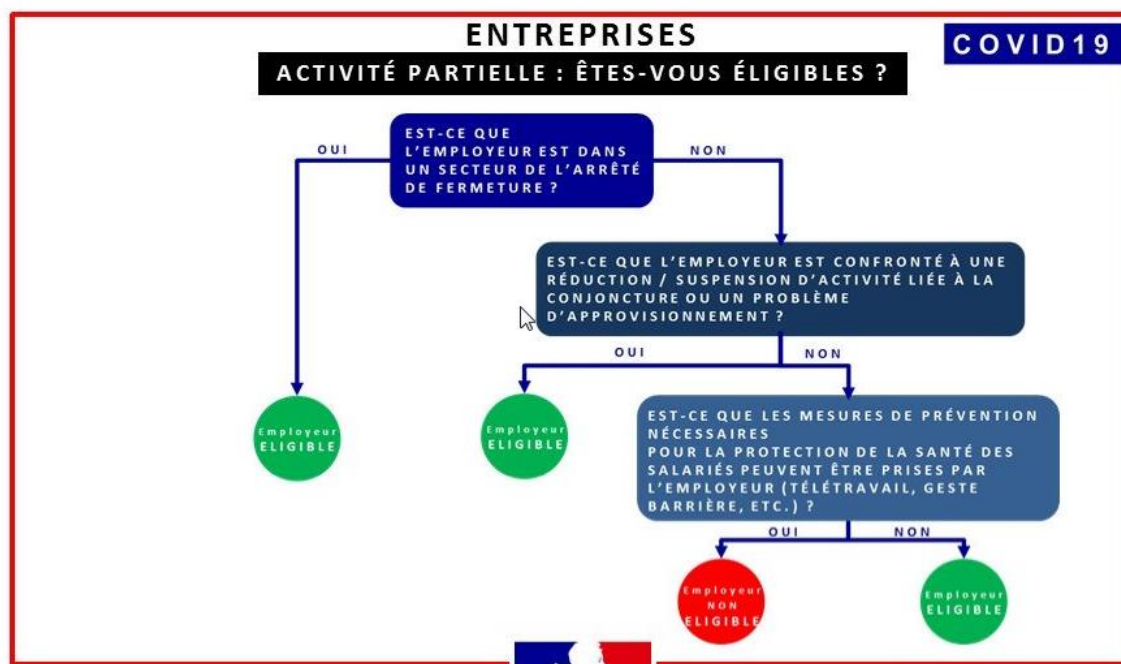 ENTREPRISES
COVID19
ACTIVITÉ PARTIELLE : ÊTES-VOUS ÉLIGIBLES ?
EST-CE QUE
L'EMPLOYEUR EST DANS
UN SECTEUR DE L'ARRÊTÉ
DE FERMETURE ?
OUI
NON
EST-CE QUE L'EMPLOYEUR EST CONFRONTÉ À UNE
RÉDUCTION / SUSPENSION D'ACTIVITÉ LIÉE À LA
CONJONCTURE OU UN PROBLÈME
D'APPROVISIONNEMENT ?
OUI
NON
Employeur
ELIGIBLE
Employeur
ELIGIBLE
EST-CE QUE LES MESURES DE PRÉVENTION
NÉCESSAIRES
POUR LA PROTECTION DE LA SANTÉ DES
SALARIÉS PEUVENT ÊTRE PRISES PAR
L'EMPLOYEUR (TÉLÉTRAVAIL, GESTE
BARRIÈRE, ETC.) ?
OUI
NON
Employeur
NON
ELIGIBLE
Employeur
ELIGIBLE